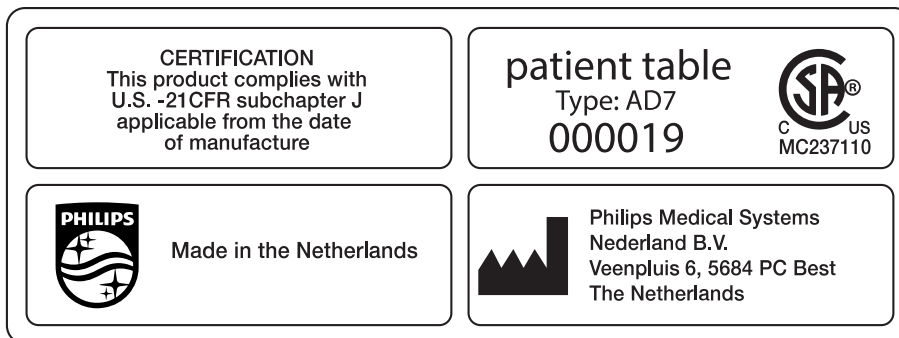 CERTIFICATION
This product complies with
U.S. -21CFR subchapter J
applicable from the date
of manufacture
patient table
Type: AD7
000019
CSA®
C US
MC237110
PHILIPS
Made in the Netherlands
Philips Medical Systems
Nederland B.V.
Veenpluis 6, 5684 PC Best
The Netherlands